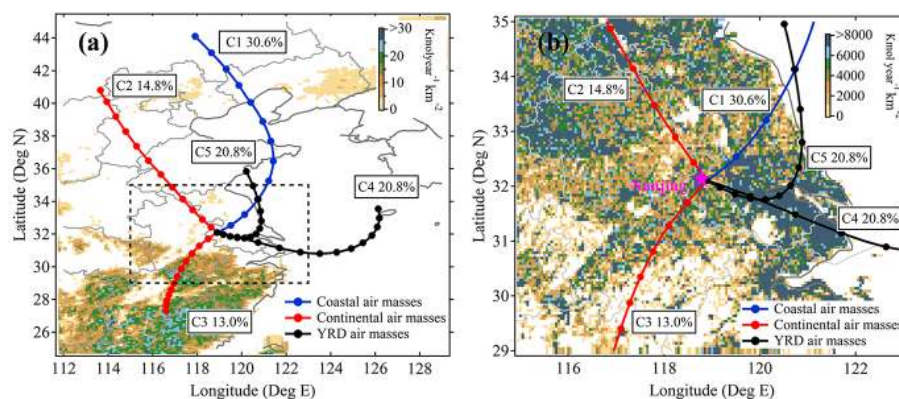 (a)
C1 30.6%
C2 14.8%
C5 20.8%
C4 20.8%
C3 13.0%
>30
20
10
0
Kmol year⁻¹ km⁻²
Coastal air masses
Continental air masses
YRD air masses
44
42
40
38
36
34
32
30
28
26
Latitude (Deg N)
112 114 116 118 120 122 124 126 128
Longitude (Deg E)
(b)
C2 14.8%
C1 30.6%
C5 20.8%
C4 20.8%
C3 13.0%
Nanjing
>8000
6000
4000
2000
0
Kmolyear⁻¹ km⁻²
Coastal air masses
Continental air masses
YRD air masses
35
34
33
32
31
30
29
Latitude (Deg N)
116 118 120 122
Longitude (Deg E)